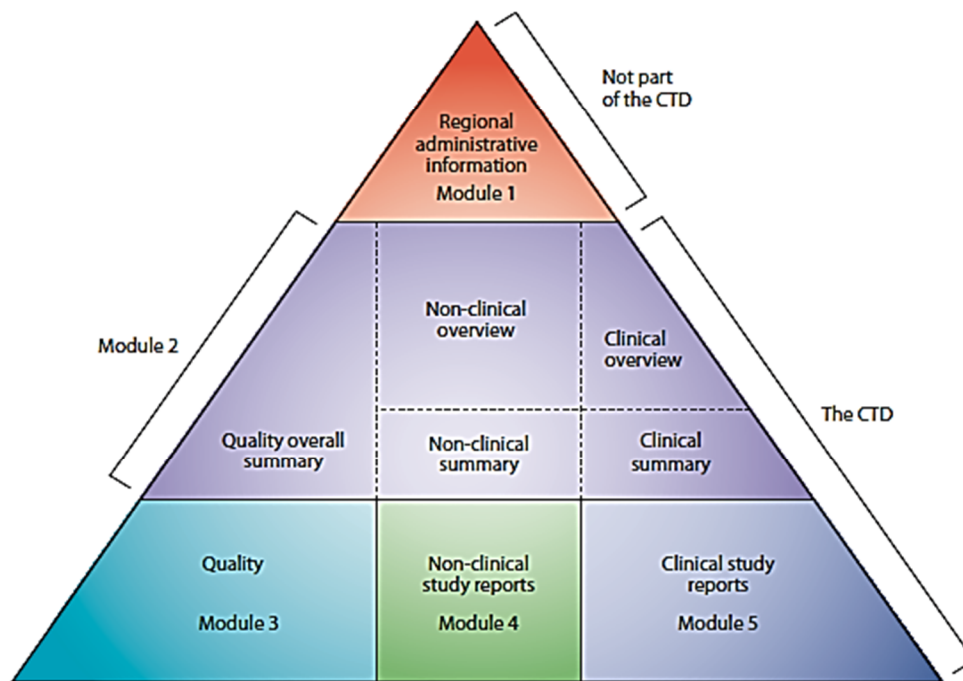 Not part
of the CTD
Regional
administrative
information
Module 1
Module 2
Non-clinical
overview
Clinical
overview
The CTD
Quality overall
summary
Non-clinical
summary
Clinical
summary
Quality
Module 3
Non-clinical
study reports
Module 4
Clinical study
reports
Module 5